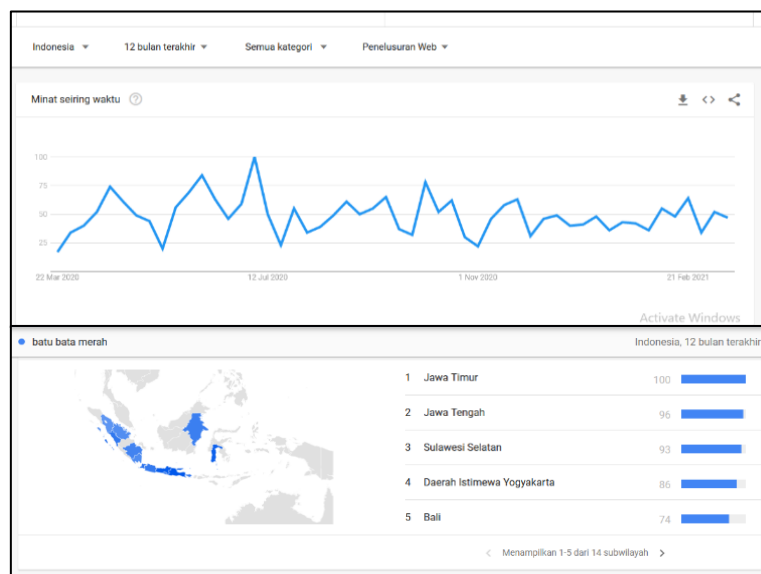 Indonesia 12 bulan terakhir Semua kategori Penelusuran Web
Minat seiring waktu
100
75
50
25
22 Mar 2020 12 Jul 2020 1 Nov 2020 21 Feb 2021
Activate Windows
batu bata merah Indonesia, 12 bulan terakhir
1 Jawa Timur 100
2 Jawa Tengah 96
3 Sulawesi Selatan 93
4 Daerah Istimewa Yogyakarta 86
5 Bali 74
Menampilkan 1-5 dari 14 subwilayah